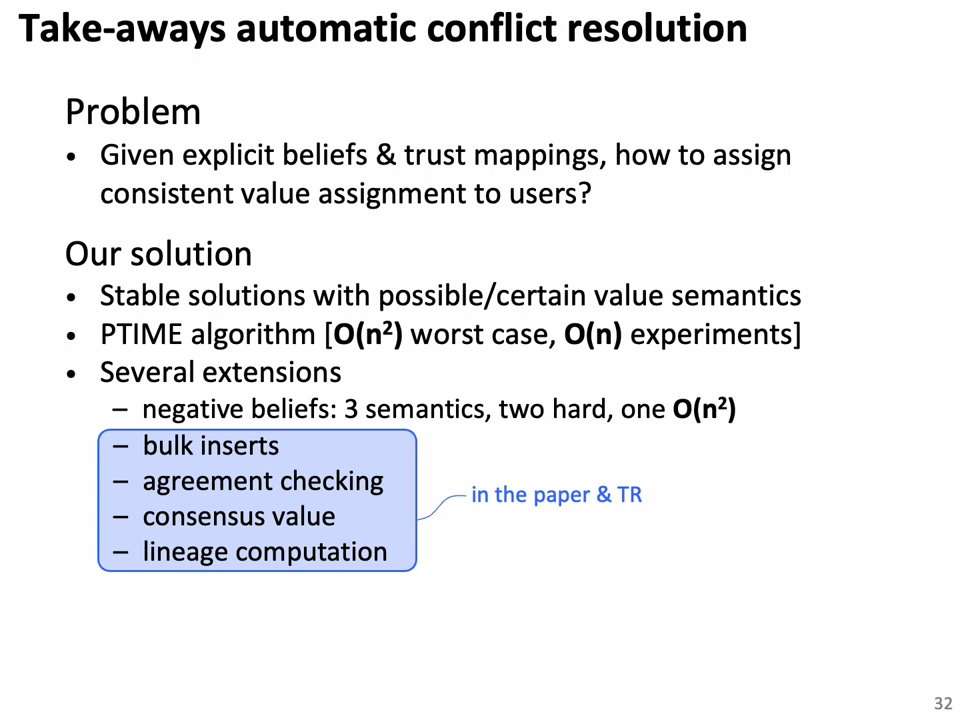 Take-aways automatic conflict resolution
Problem
• Given explicit beliefs & trust mappings, how to assign
consistent value assignment to users?
Our solution
• Stable solutions with possible/certain value semantics
• PTIME algorithm [O(n²) worst case, O(n) experiments]
• Several extensions
– negative beliefs: 3 semantics, two hard, one O(n²)
– bulk inserts
– agreement checking
in the paper & TR
– consensus value
– lineage computation
32